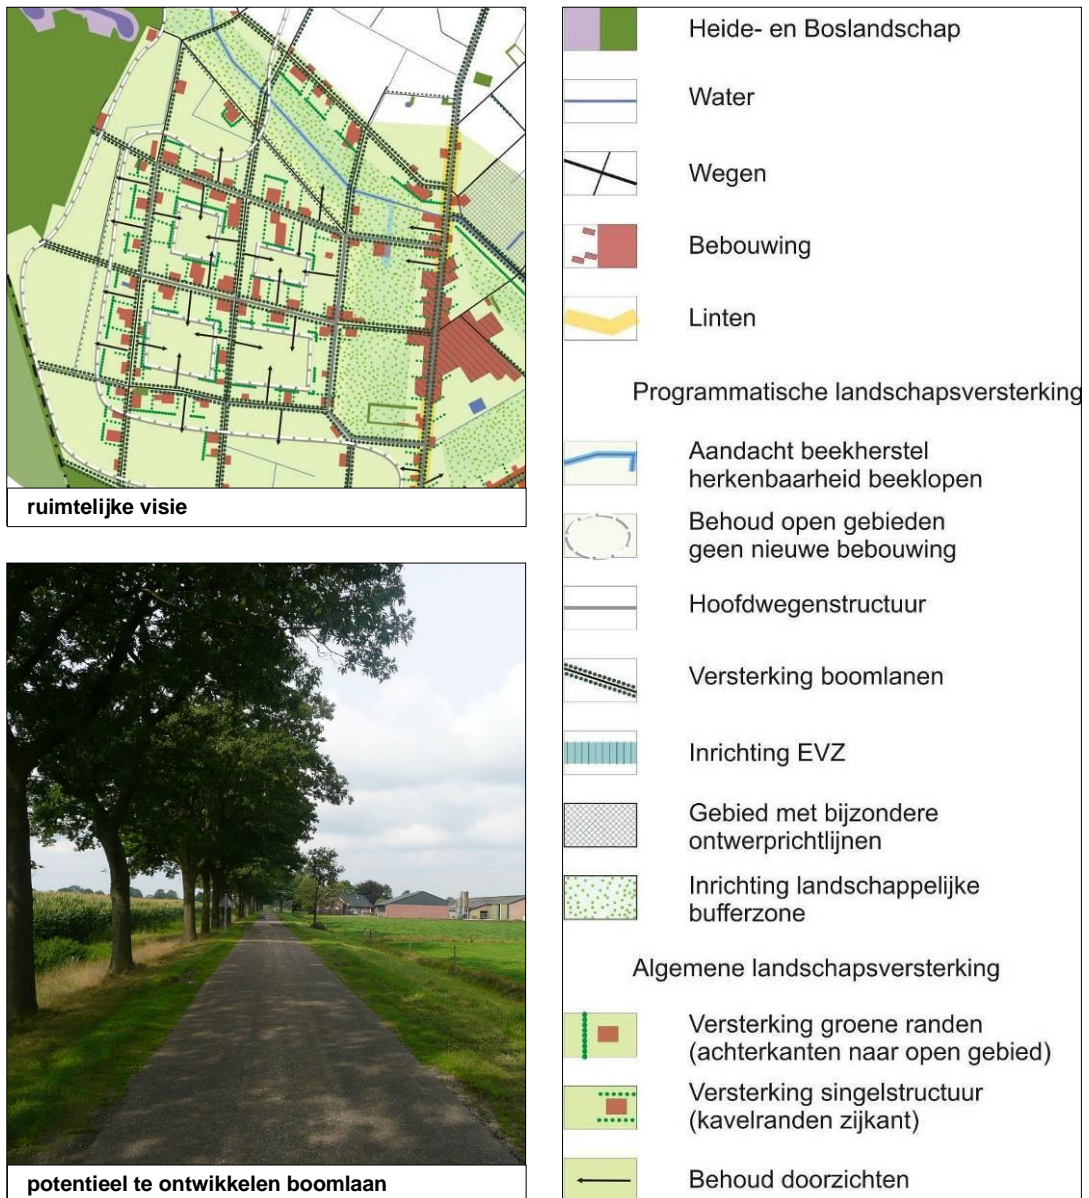 ruimtelijke visie
potentieel te ontwikkelen boomlaan
Heide- en Boslandschap
Water
Wegen
Bebouwing
Linten
Programmatische landschapsversterking
Aandacht beekherstel
herkenbaarheid beeklopen
Behoud open gebieden
geen nieuwe bebouwing
Hoofdwegenstructuur
Versterking boomlanen
Inrichting EVZ
Gebied met bijzondere
ontwerprichtlijnen
Inrichting landschappelijke
bufferzone
Algemene landschapsversterking
Versterking groene randen
(achterkanten naar open gebied)
Versterking singelstructuur
(kavelranden zijkant)
Behoud doorzichten